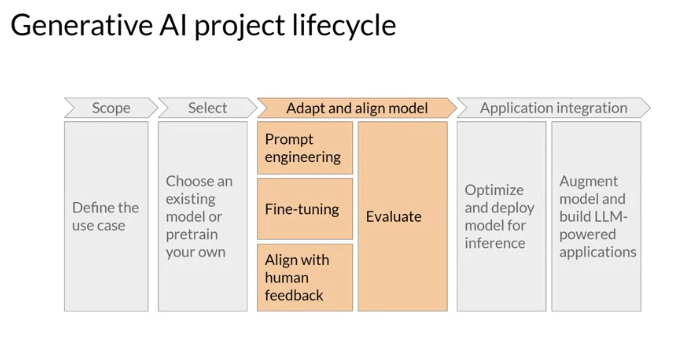 Generative AI project lifecycle
Scope
Select
Adapt and align model
Application integration
Define the
use case
Choose an
existing
model or
pretrain
your own
Prompt
engineering
Fine-tuning
Align with
human
feedback
Evaluate
Optimize
and deploy
model for
inference
Augment
model and
build LLM-
powered
applications